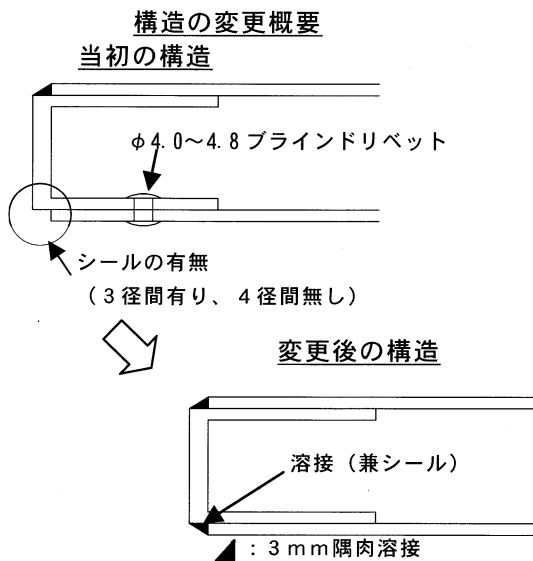 構造の変更概要
当初の構造
φ4.0～4.8ブラインドリベット
シールの有無
（３径間有り、４径間無し）
変更後の構造
溶接（兼シール）
：３ｍｍ隅肉溶接